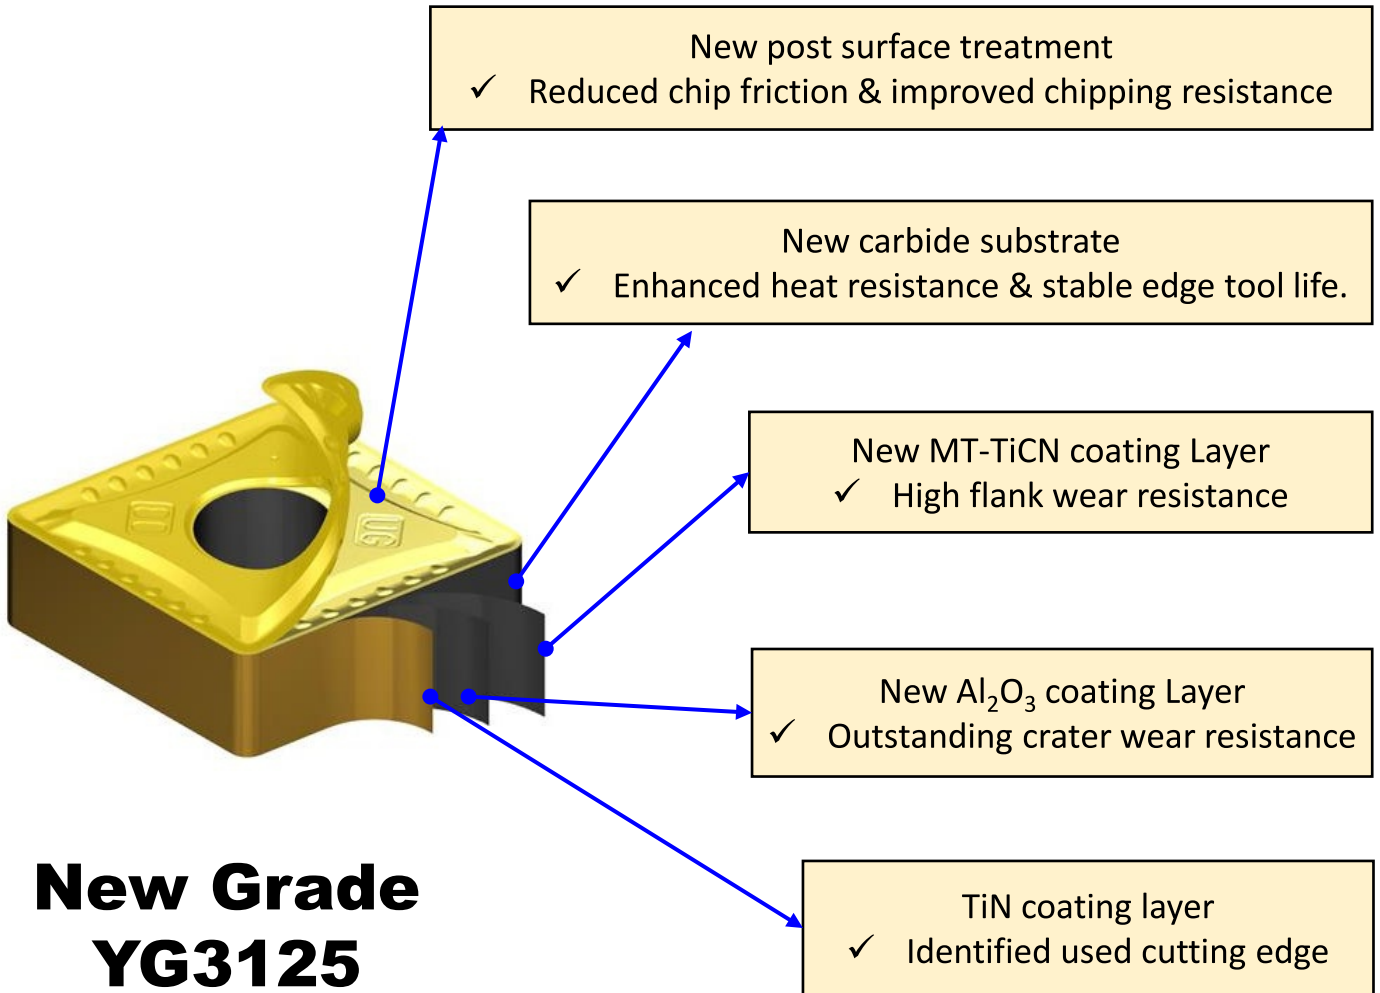 New post surface treatment
✓ Reduced chip friction & improved chipping resistance
New carbide substrate
✓ Enhanced heat resistance & stable edge tool life.
New MT-TiCN coating Layer
✓ High flank wear resistance
New Al₂O₃ coating Layer
✓ Outstanding crater wear resistance
TiN coating layer
✓ Identified used cutting edge
UG
New Grade
YG3125